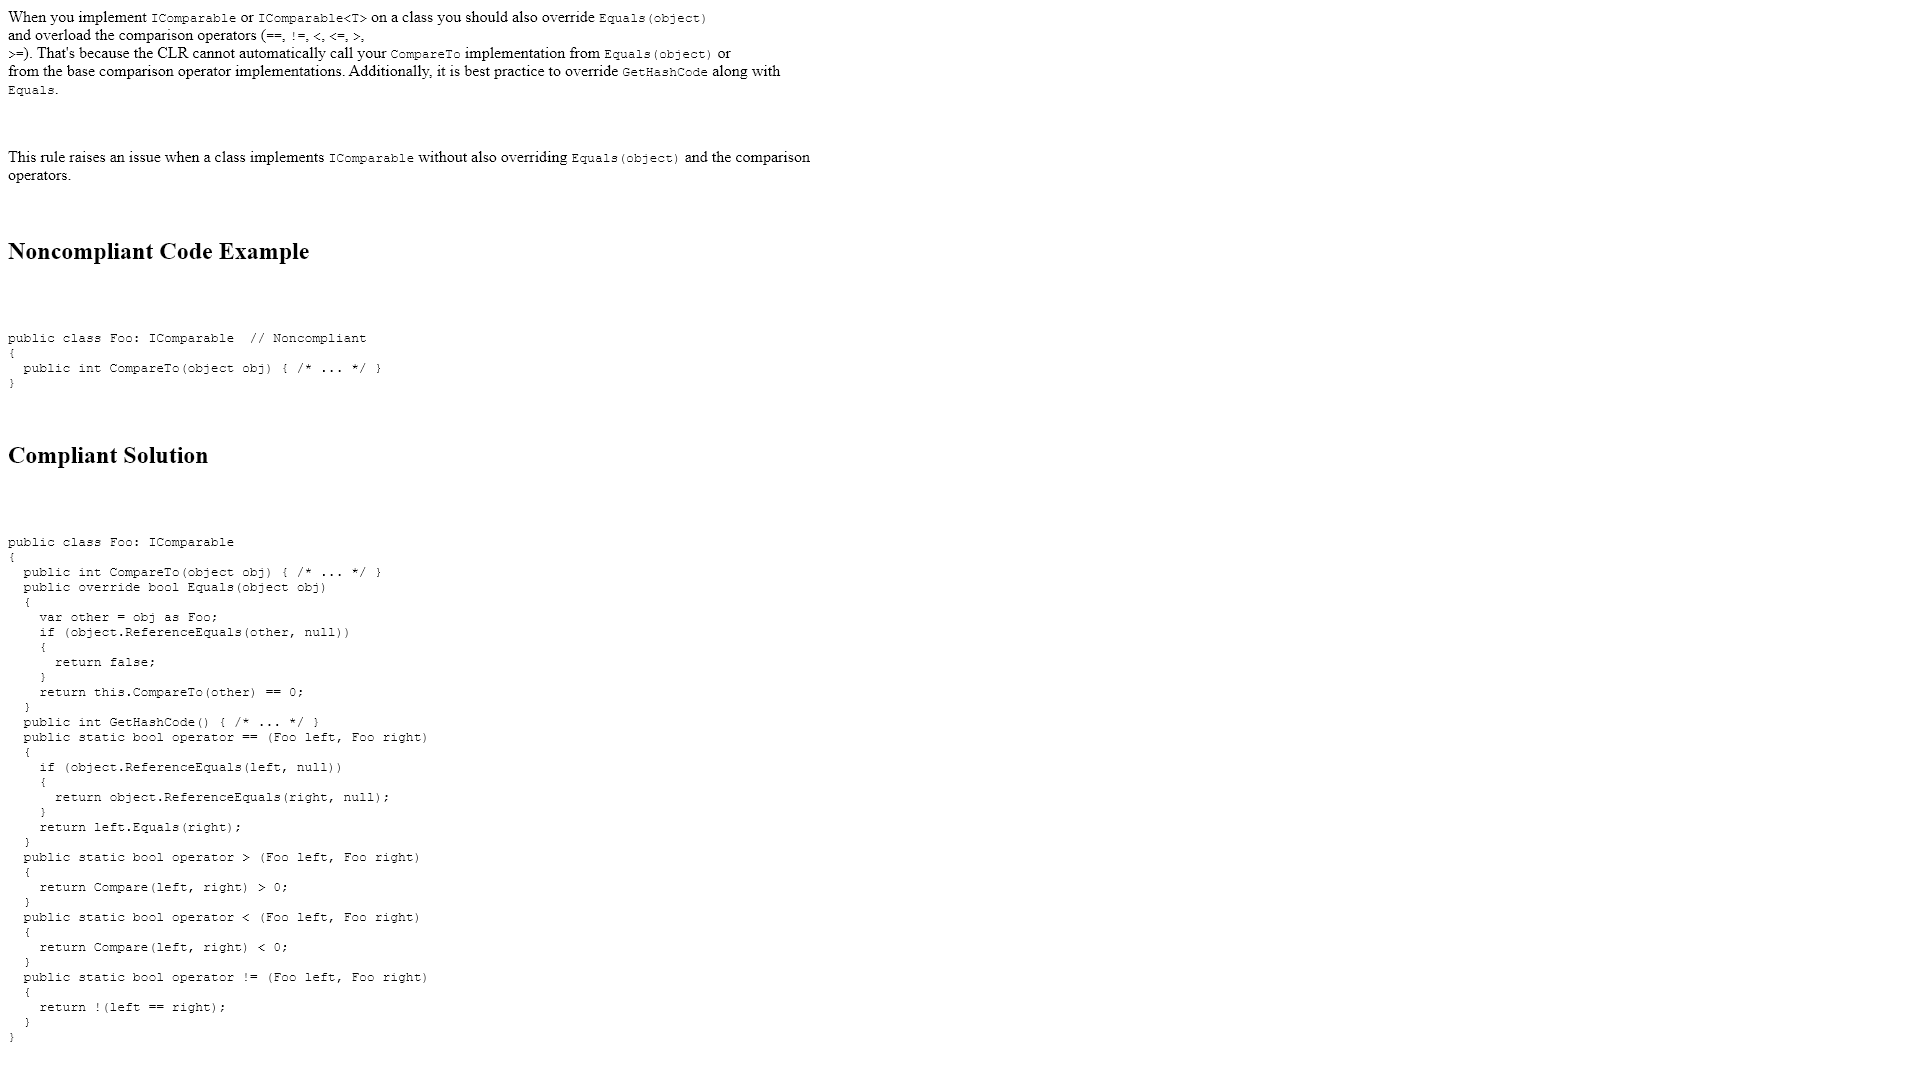 When you implement IComparable or IComparable<T> on a class you should also override Equals(object)
and overload the comparison operators (==, !=, <, <=, >,
>=). That's because the CLR cannot automatically call your CompareTo implementation from Equals(object) or
from the base comparison operator implementations. Additionally, it is best practice to override GetHashCode along with
Equals.
This rule raises an issue when a class implements IComparable without also overriding Equals(object) and the comparison
operators.
Noncompliant Code Example
public class Foo: IComparable  // Noncompliant
{
  public int CompareTo(object obj) { /* ... */ }
}
Compliant Solution
public class Foo: IComparable
{
  public int CompareTo(object obj) { /* ... */ }
  public override bool Equals(object obj)
  {
    var other = obj as Foo;
    if (object.ReferenceEquals(other, null))
    {
      return false;
    }
    return this.CompareTo(other) == 0;
  }
  public int GetHashCode() { /* ... */ }
  public static bool operator == (Foo left, Foo right)
  {
    if (object.ReferenceEquals(left, null))
    {
      return object.ReferenceEquals(right, null);
    }
    return left.Equals(right);
  }
  public static bool operator > (Foo left, Foo right)
  {
    return Compare(left, right) > 0;
  }
  public static bool operator < (Foo left, Foo right)
  {
    return Compare(left, right) < 0;
  }
  public static bool operator != (Foo left, Foo right)
  {
    return !(left == right);
  }
}